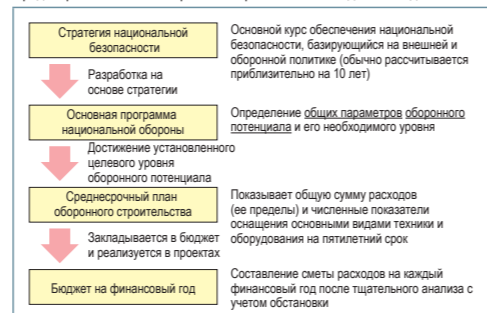 Стратегия национальной
безопасности
Основной курс обеспечения национальной
безопасности, базирующийся на внешней и
оборонной политике (обычно рассчитывается
приблизительно на 10 лет)
Разработка на
основе стратегии
Основная программа
национальной обороны
Определение общих параметров оборонного
потенциала и его необходимого уровня
Достижение установленного
целевого уровня
оборонного потенциала
Среднесрочный план
оборонного строительства
Показывает общую сумму расходов
(ее пределы) и численные показатели
оснащения основными видами техники и
оборудования на пятилетний срок
Закладывается в бюджет
и реализуется в проектах
Бюджет на финансовый год
Составление сметы расходов на каждый
финансовый год после тщательного анализа с
учетом обстановки